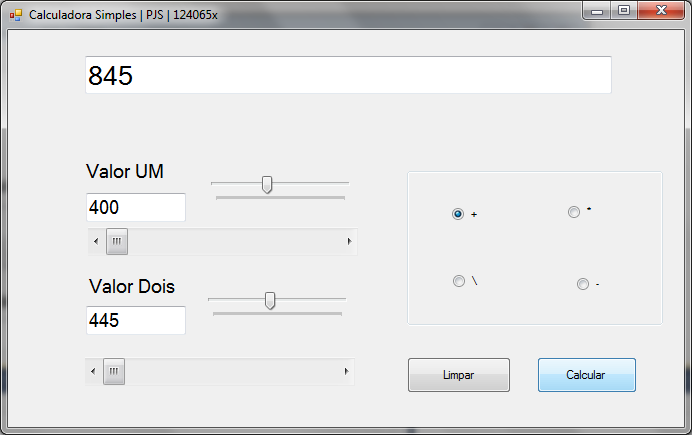 Calculadora Simples | PJS | 124065x
845
Valor UM
400
+
*
Valor Dois
445
\
-
Limpar
Calcular